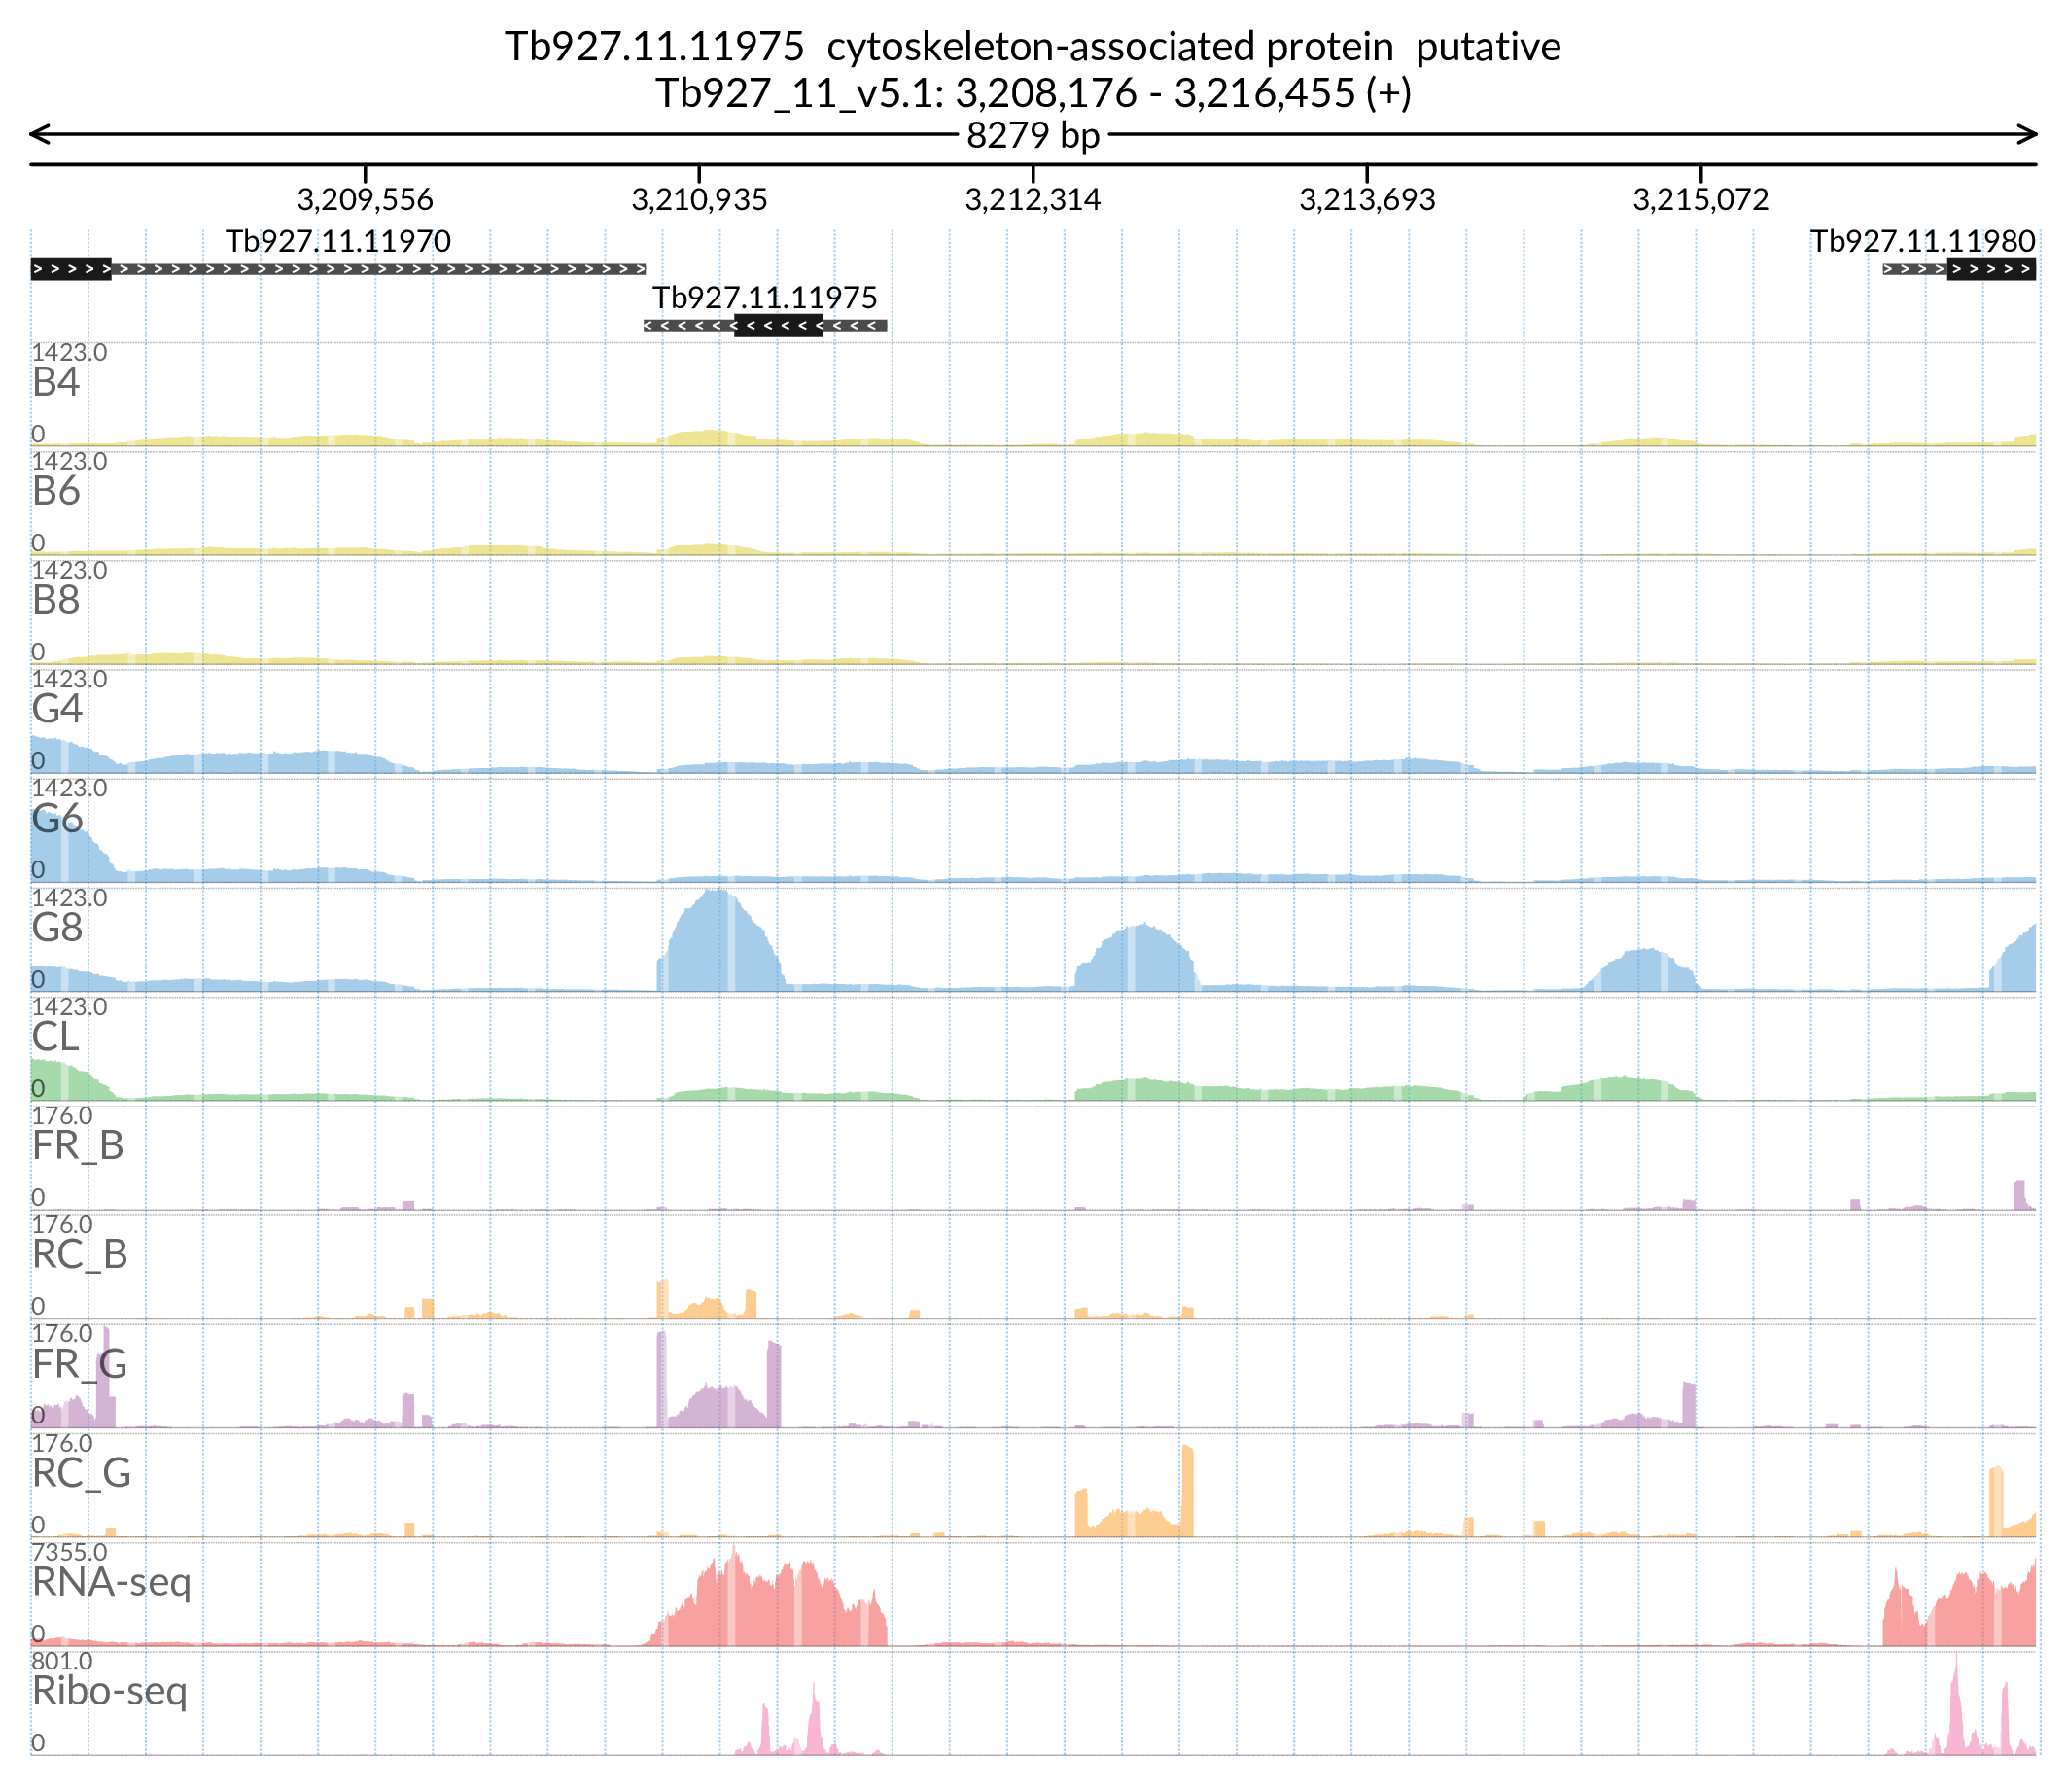 Tb927.11.11975  cytoskeleton-associated protein  putative
Tb927_11_v5.1: 3,208,176 - 3,216,455 (+)
8279 bp
3,209,556 3,210,935 3,212,314 3,213,693 3,215,072
Tb927.11.11970 Tb927.11.11980
Tb927.11.11975
1423.0
B4
0
1423.0
B6
0
1423.0
B8
0
1423.0
G4
0
1423.0
G6
0
1423.0
G8
0
1423.0
CL
0
176.0
FR_B
0
176.0
RC_B
0
176.0
FR_G
0
176.0
RC_G
0
7355.0
RNA-seq
0
801.0
Ribo-seq
0